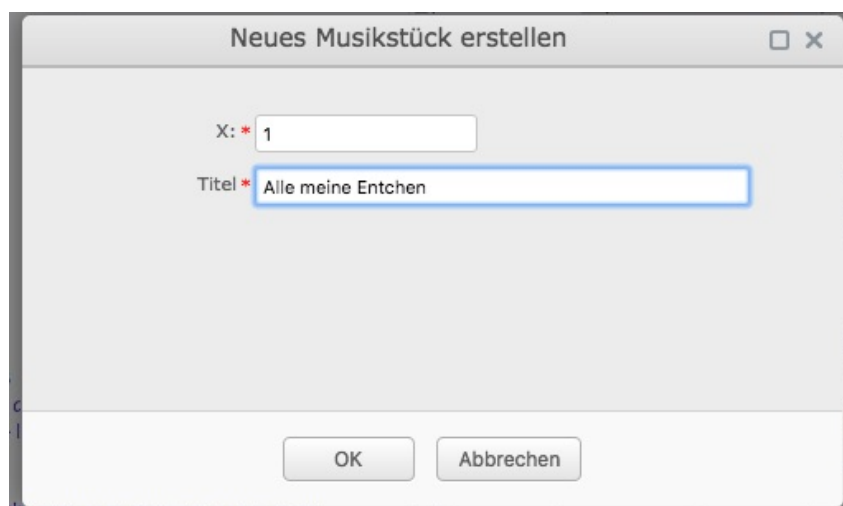 Neues Musikstück erstellen
X: * 1
Titel * Alle meine Entchen
OK Abbrechen